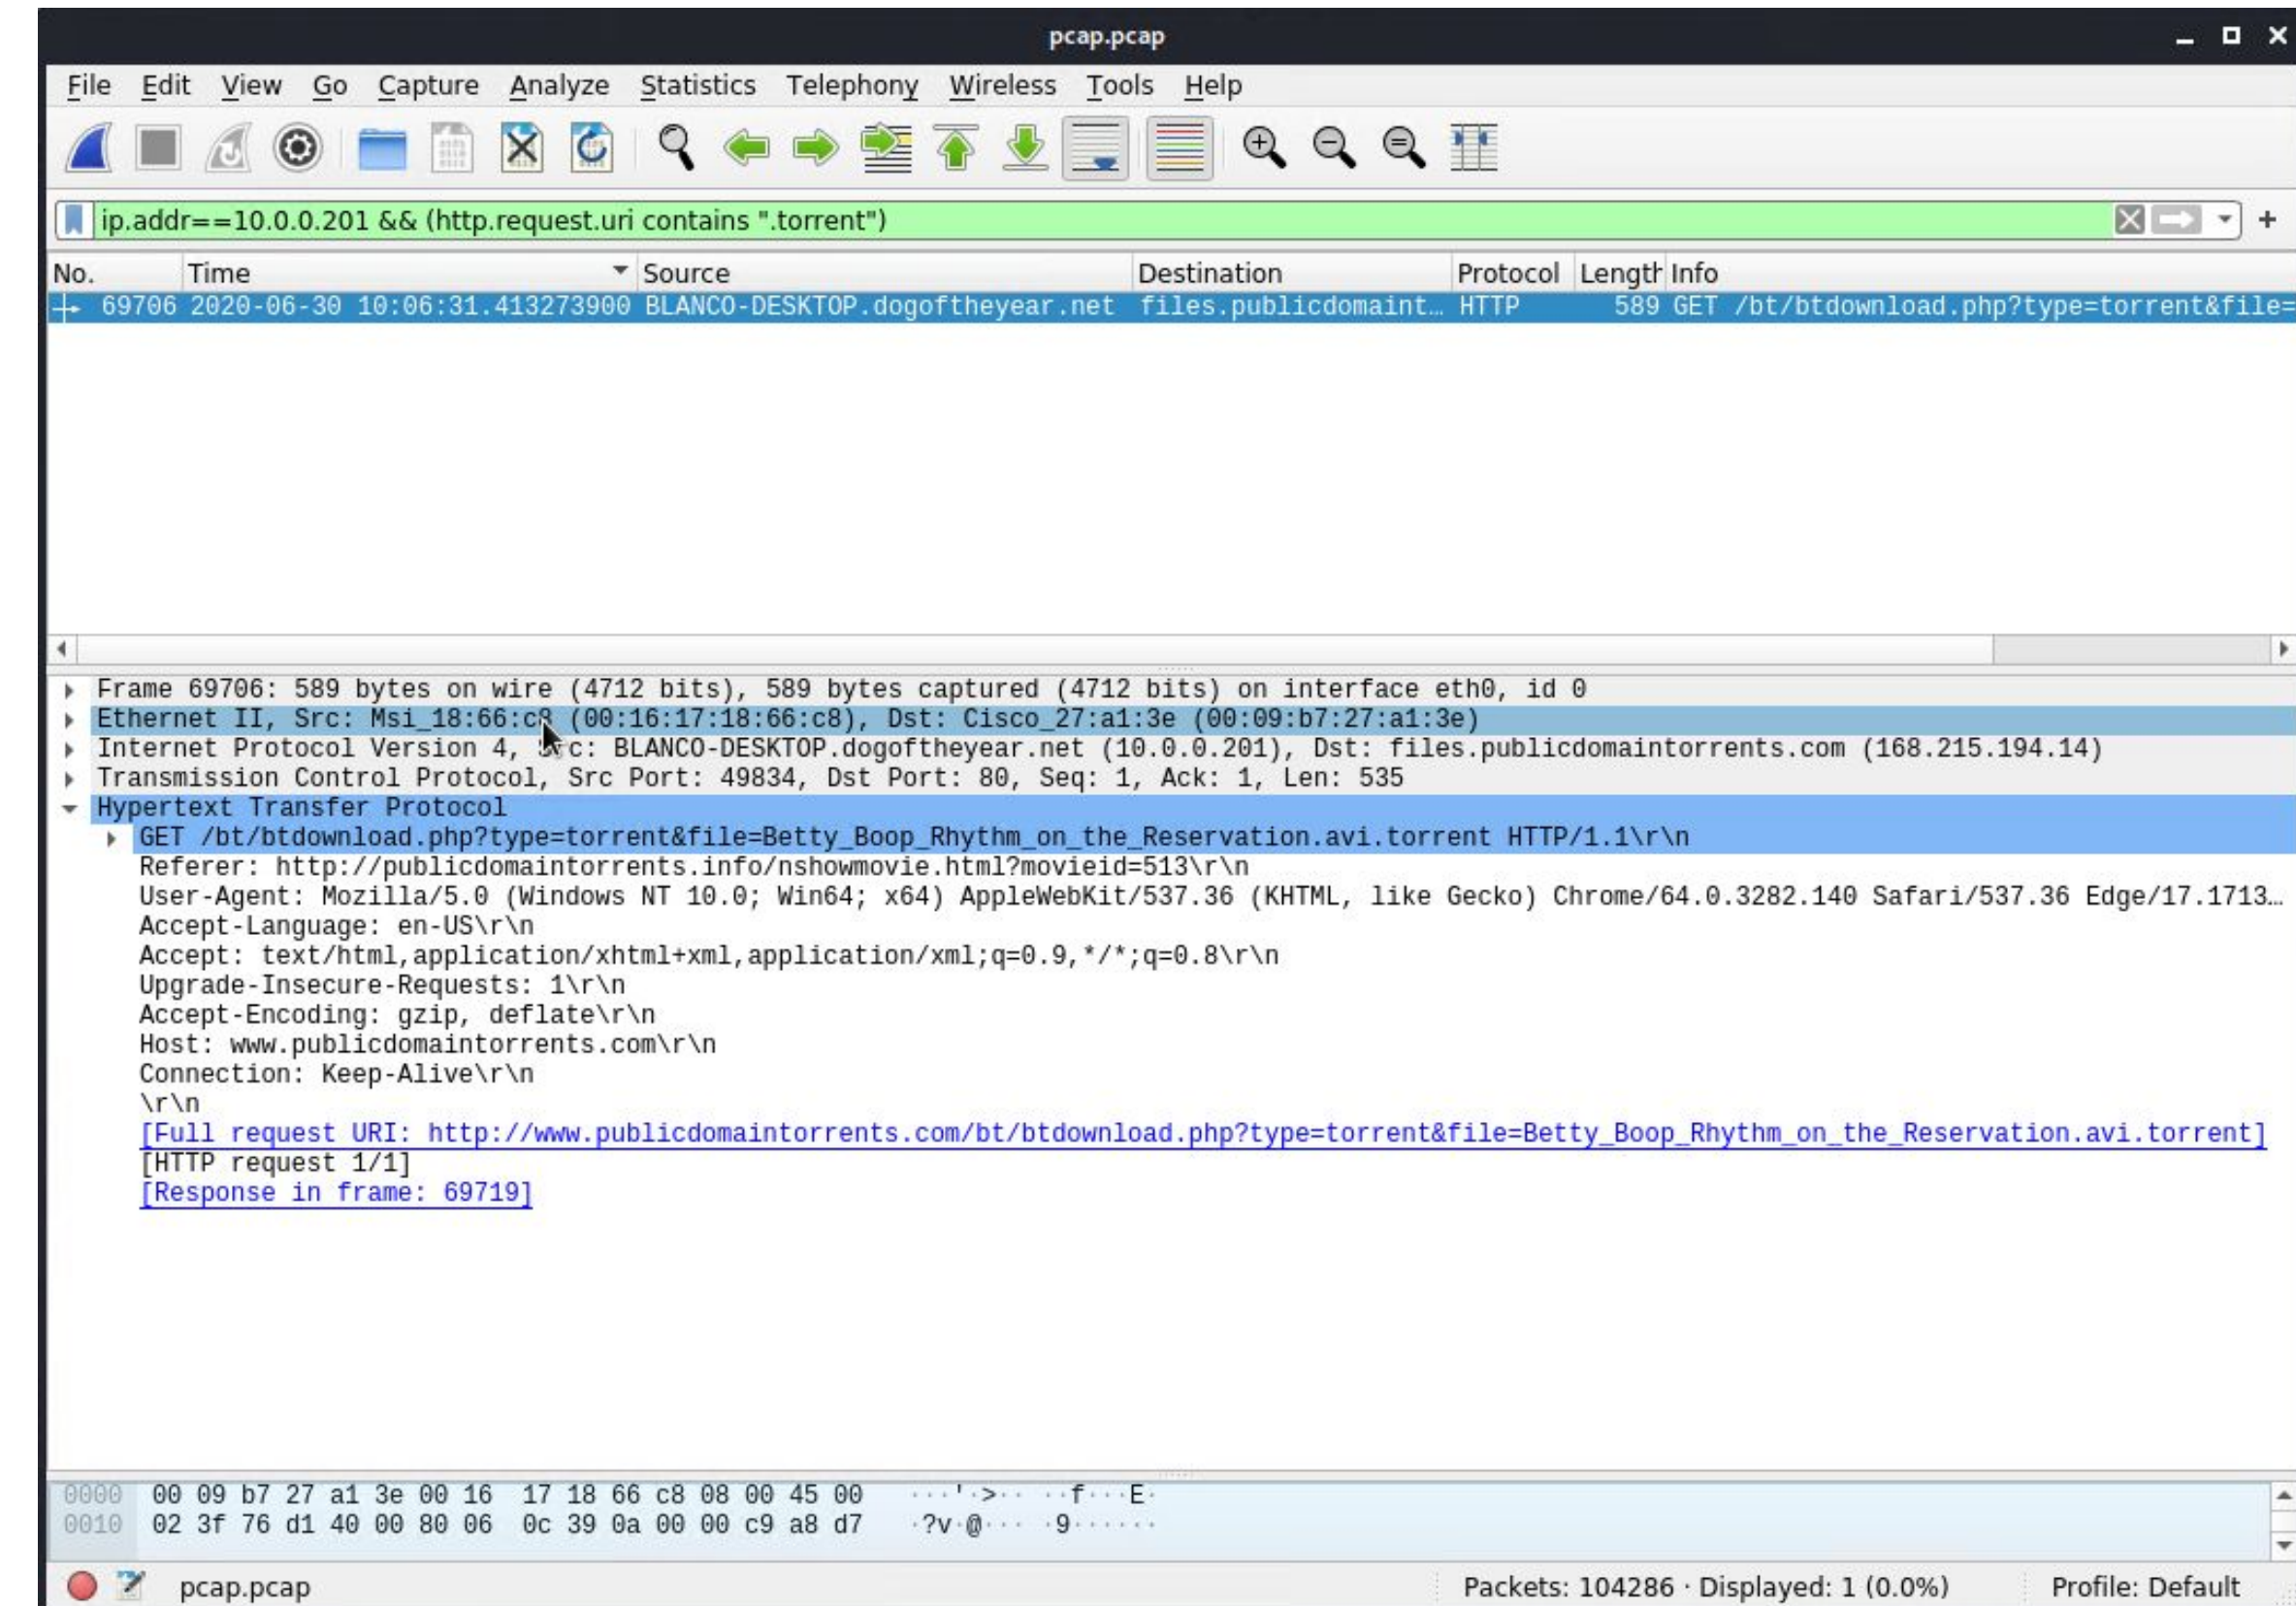 pcap.pcap
File Edit View Go Capture Analyze Statistics Telephony Wireless Tools Help
ip.addr==10.0.0.201 && (http.request.uri contains ".torrent")
No. Time Source Destination Protocol Length Info
69706 2020-06-30 10:06:31.413273900 BLANCO-DESKTOP.dogoftheyear.net files.publicdomaint… HTTP 589 GET /bt/btdownload.php?type=torrent&file=
Frame 69706: 589 bytes on wire (4712 bits), 589 bytes captured (4712 bits) on interface eth0, id 0
Ethernet II, Src: Msi_18:66:c8 (00:16:17:18:66:c8), Dst: Cisco_27:a1:3e (00:09:b7:27:a1:3e)
Internet Protocol Version 4, Src: BLANCO-DESKTOP.dogoftheyear.net (10.0.0.201), Dst: files.publicdomaintorrents.com (168.215.194.14)
Transmission Control Protocol, Src Port: 49834, Dst Port: 80, Seq: 1, Ack: 1, Len: 535
Hypertext Transfer Protocol
GET /bt/btdownload.php?type=torrent&file=Betty_Boop_Rhythm_on_the_Reservation.avi.torrent HTTP/1.1\r\n
Referer: http://publicdomaintorrents.info/nshowmovie.html?movieid=513\r\n
User-Agent: Mozilla/5.0 (Windows NT 10.0; Win64; x64) AppleWebKit/537.36 (KHTML, like Gecko) Chrome/64.0.3282.140 Safari/537.36 Edge/17.1713…
Accept-Language: en-US\r\n
Accept: text/html,application/xhtml+xml,application/xml;q=0.9,*/*;q=0.8\r\n
Upgrade-Insecure-Requests: 1\r\n
Accept-Encoding: gzip, deflate\r\n
Host: www.publicdomaintorrents.com\r\n
Connection: Keep-Alive\r\n
\r\n
[Full request URI: http://www.publicdomaintorrents.com/bt/btdownload.php?type=torrent&file=Betty_Boop_Rhythm_on_the_Reservation.avi.torrent]
[HTTP request 1/1]
[Response in frame: 69719]
0000 00 09 b7 27 a1 3e 00 16 17 18 66 c8 08 00 45 00 ···'·>·· ··f···E·
0010 02 3f 76 d1 40 00 80 06 0c 39 0a 00 00 c9 a8 d7 ·?v·@··· ·9······
pcap.pcap Packets: 104286 · Displayed: 1 (0.0%) Profile: Default